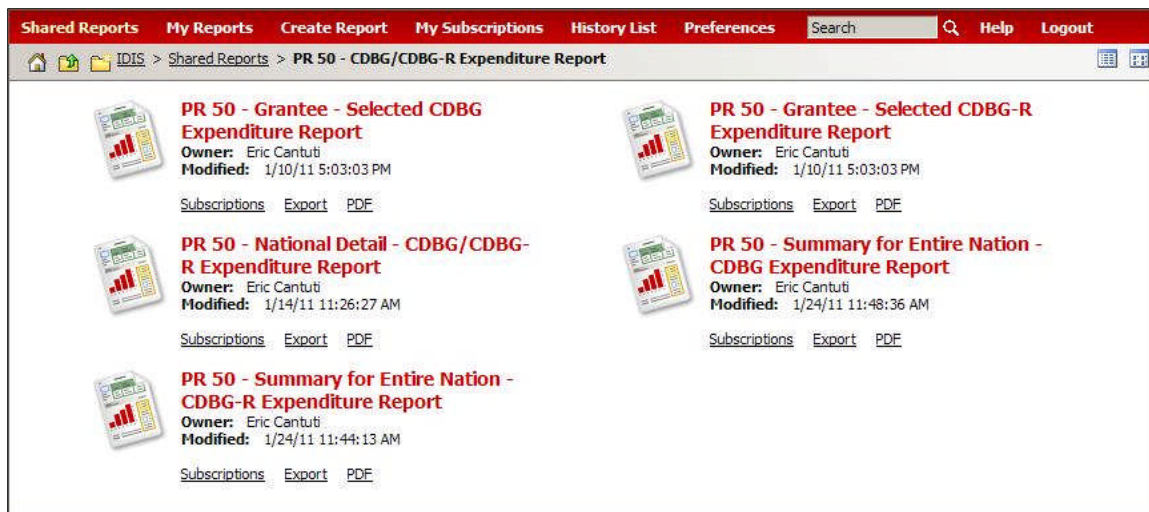 Shared Reports My Reports Create Report My Subscriptions History List Preferences Search Help Logout
IDIS > Shared Reports > PR 50 - CDBG/CDBG-R Expenditure Report
PR 50 - Grantee - Selected CDBG
Expenditure Report
Owner: Eric Cantuti
Modified: 1/10/11 5:03:03 PM
Subscriptions Export PDF
PR 50 - Grantee - Selected CDBG-R
Expenditure Report
Owner: Eric Cantuti
Modified: 1/10/11 5:03:03 PM
Subscriptions Export PDF
PR 50 - National Detail - CDBG/CDBG-
R Expenditure Report
Owner: Eric Cantuti
Modified: 1/14/11 11:26:27 AM
Subscriptions Export PDF
PR 50 - Summary for Entire Nation -
CDBG Expenditure Report
Owner: Eric Cantuti
Modified: 1/24/11 11:48:36 AM
Subscriptions Export PDF
PR 50 - Summary for Entire Nation -
CDBG-R Expenditure Report
Owner: Eric Cantuti
Modified: 1/24/11 11:44:13 AM
Subscriptions Export PDF